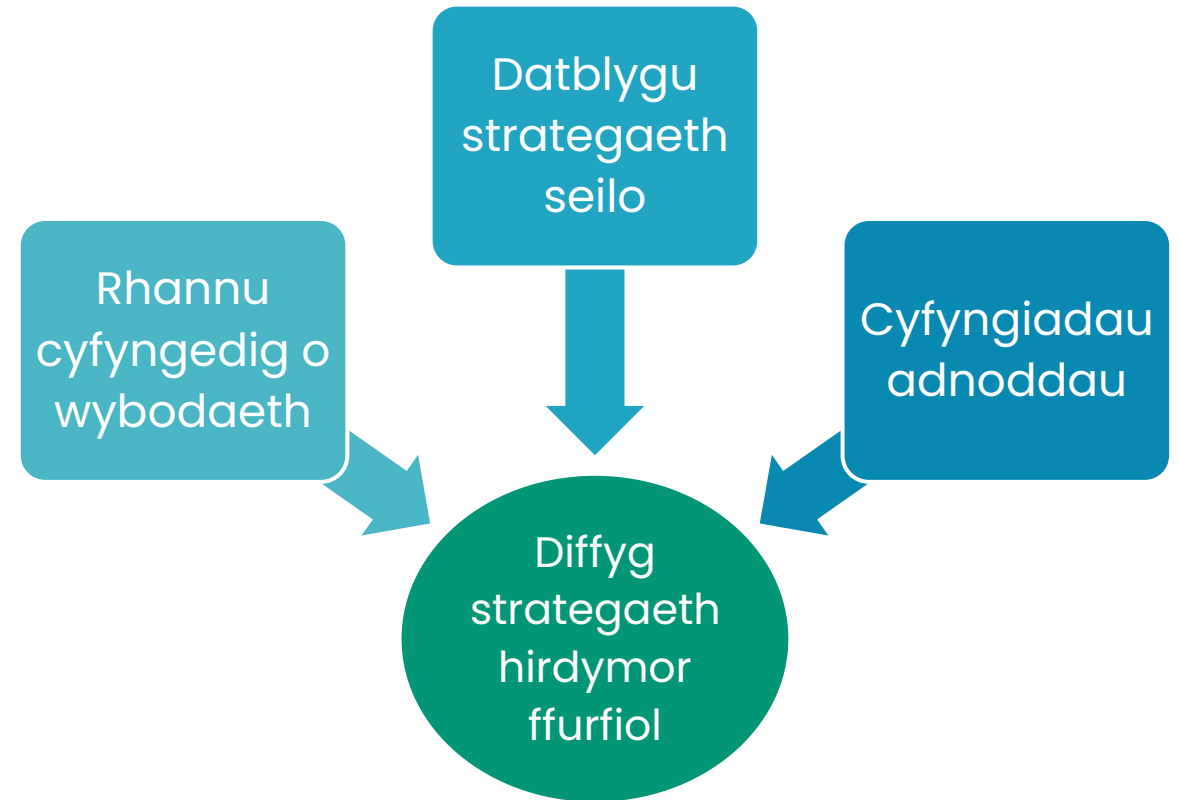 Datblygu
strategaeth
seilo
Rhannu
cyfyngedig o
wybodaeth
Cyfyngiadau
adnoddau
Diffyg
strategaeth
hirdymor
ffurfiol